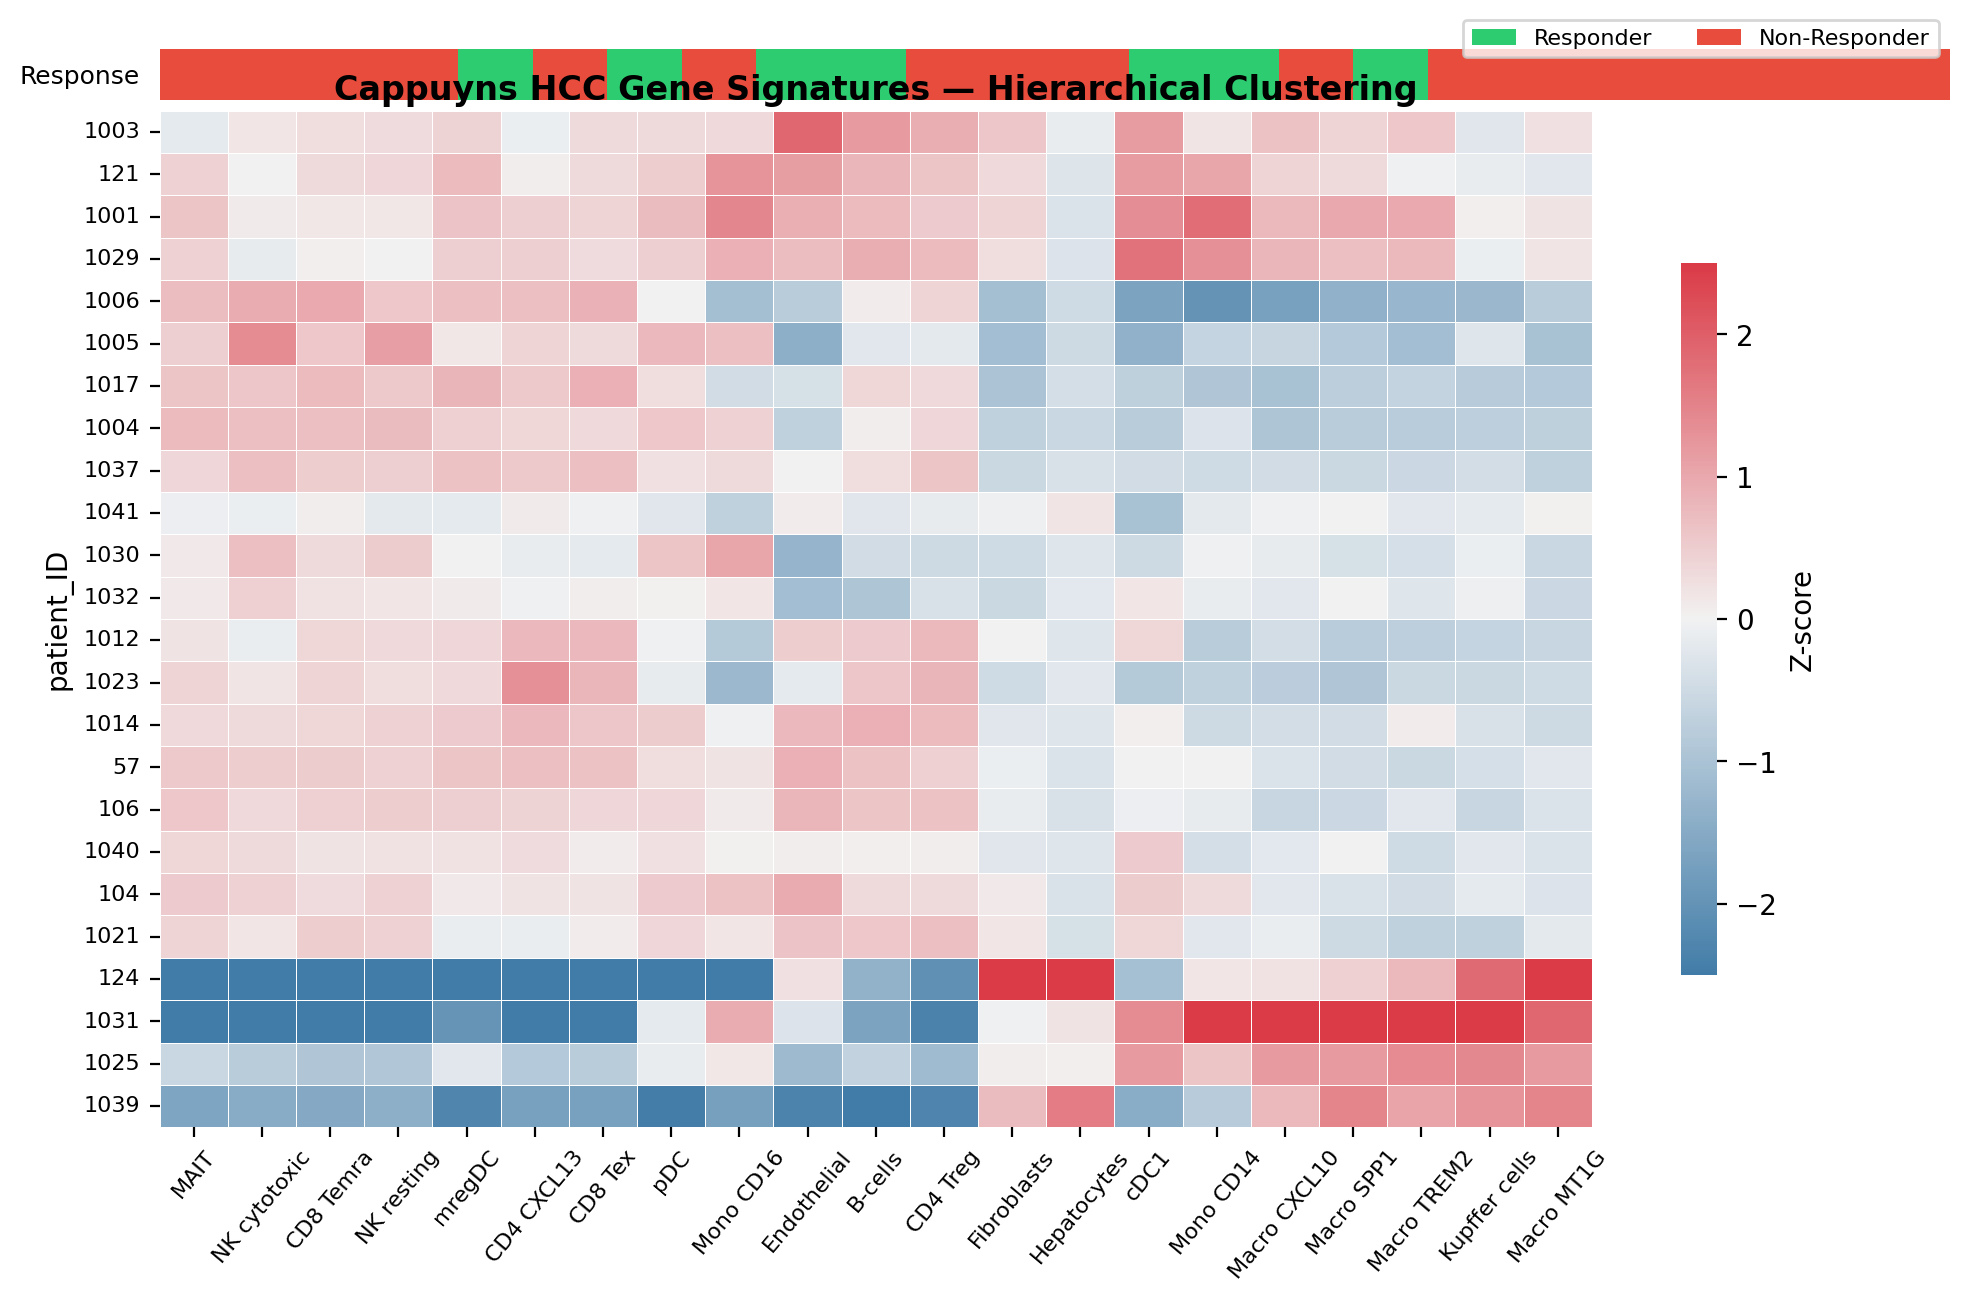 Responder
Non-Responder
Response
Cappuyns HCC Gene Signatures — Hierarchical Clustering
patient_ID
1003
121
1001
1029
1006
1005
1017
1004
1037
1041
1030
1032
1012
1023
1014
57
106
1040
104
1021
124
1031
1025
1039
MAIT
NK cytotoxic
CD8 Temra
NK resting
mregDC
CD4 CXCL13
CD8 Tex
pDC
Mono CD16
Endothelial
B-cells
CD4 Treg
Fibroblasts
Hepatocytes
cDC1
Mono CD14
Macro CXCL10
Macro SPP1
Macro TREM2
Kupffer cells
Macro MT1G
2
1
0
−1
−2
Z-score